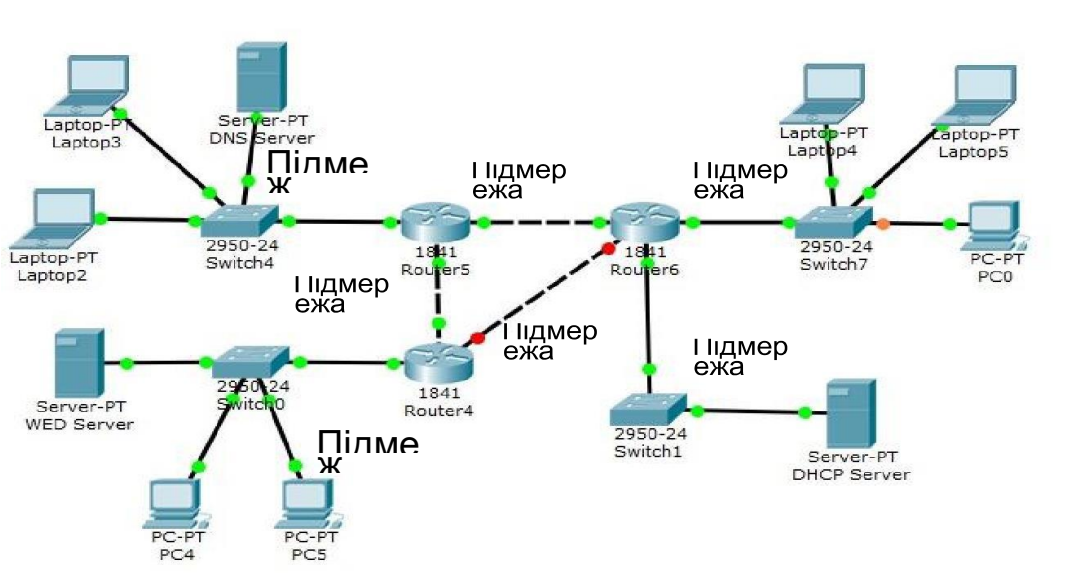 Laptop-PT
Laptop3
Server-PT
DNS Server
Підме
ж
Підмер
ежа
Підмер
ежа
Laptop-PT
Laptop4
Laptop-PT
Laptop5
Laptop-PT
Laptop2
2950-24
Switch4
1841
Router5
1841
Router6
2950-24
Switch7
PC-PT
PC0
Підмер
ежа
Підмер
ежа
Підмер
ежа
Server-PT
WED Server
2950-24
Switch0
1841
Router4
2950-24
Switch1
Server-PT
DHCP Server
Підме
ж
PC-PT
PC4
PC-PT
PC5